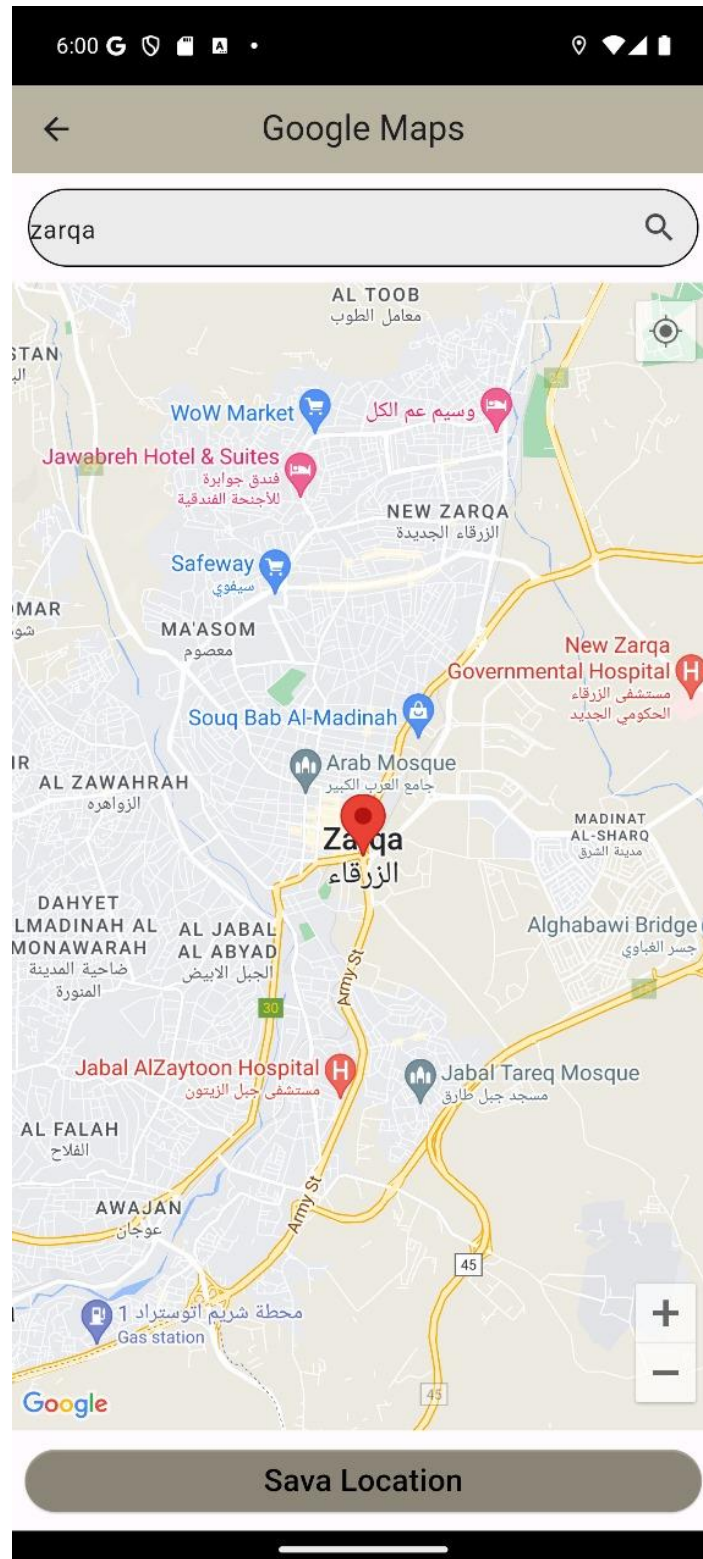 6:00
Google Maps
zarqa
AL TOOB
معامل الطوب
STAN
WoW Market
وسيم عم الكل
Jawabreh Hotel & Suites
فندق جوابرة
للأجنحة الفندقية
NEW ZARQA
الزرقاء الجديدة
Safeway
سيفوي
OMAR
شو
MA'ASOM
معصوم
New Zarqa
Governmental Hospital
مستشفى الزرقاء
الحكومي الجديد
Souq Bab Al-Madinah
IR
AL ZAWAHRAH
الزواهره
Arab Mosque
جامع العرب الكبير
Zarqa
الزرقاء
MADINAT
AL-SHARQ
مدينة الشرق
DAHYET
LMADINAH AL
MONAWARAH
ضاحية المدينة
المنورة
AL JABAL
AL ABYAD
الجبل الابيض
Alghabawi Bridge
جسر الغباوي
Army St
30
Jabal AlZaytoon Hospital
مستشفى جبل الزيتون
Jabal Tareq Mosque
مسجد جبل طارق
AL FALAH
الفلاح
AWAJAN
عوجان
Army St
45
محطة شريم اتوستراد 1
Gas station
45
Google
Sava Location